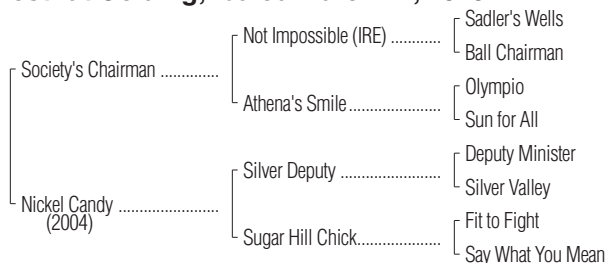 Sadler's Wells
Not Impossible (IRE) ............
Ball Chairman
Society's Chairman ..............
Olympio
Athena's Smile......................
Sun for All
Deputy Minister
Silver Deputy ........................
Silver Valley
Nickel Candy ........................
(2004)
Fit to Fight
Sugar Hill Chick....................
Say What You Mean